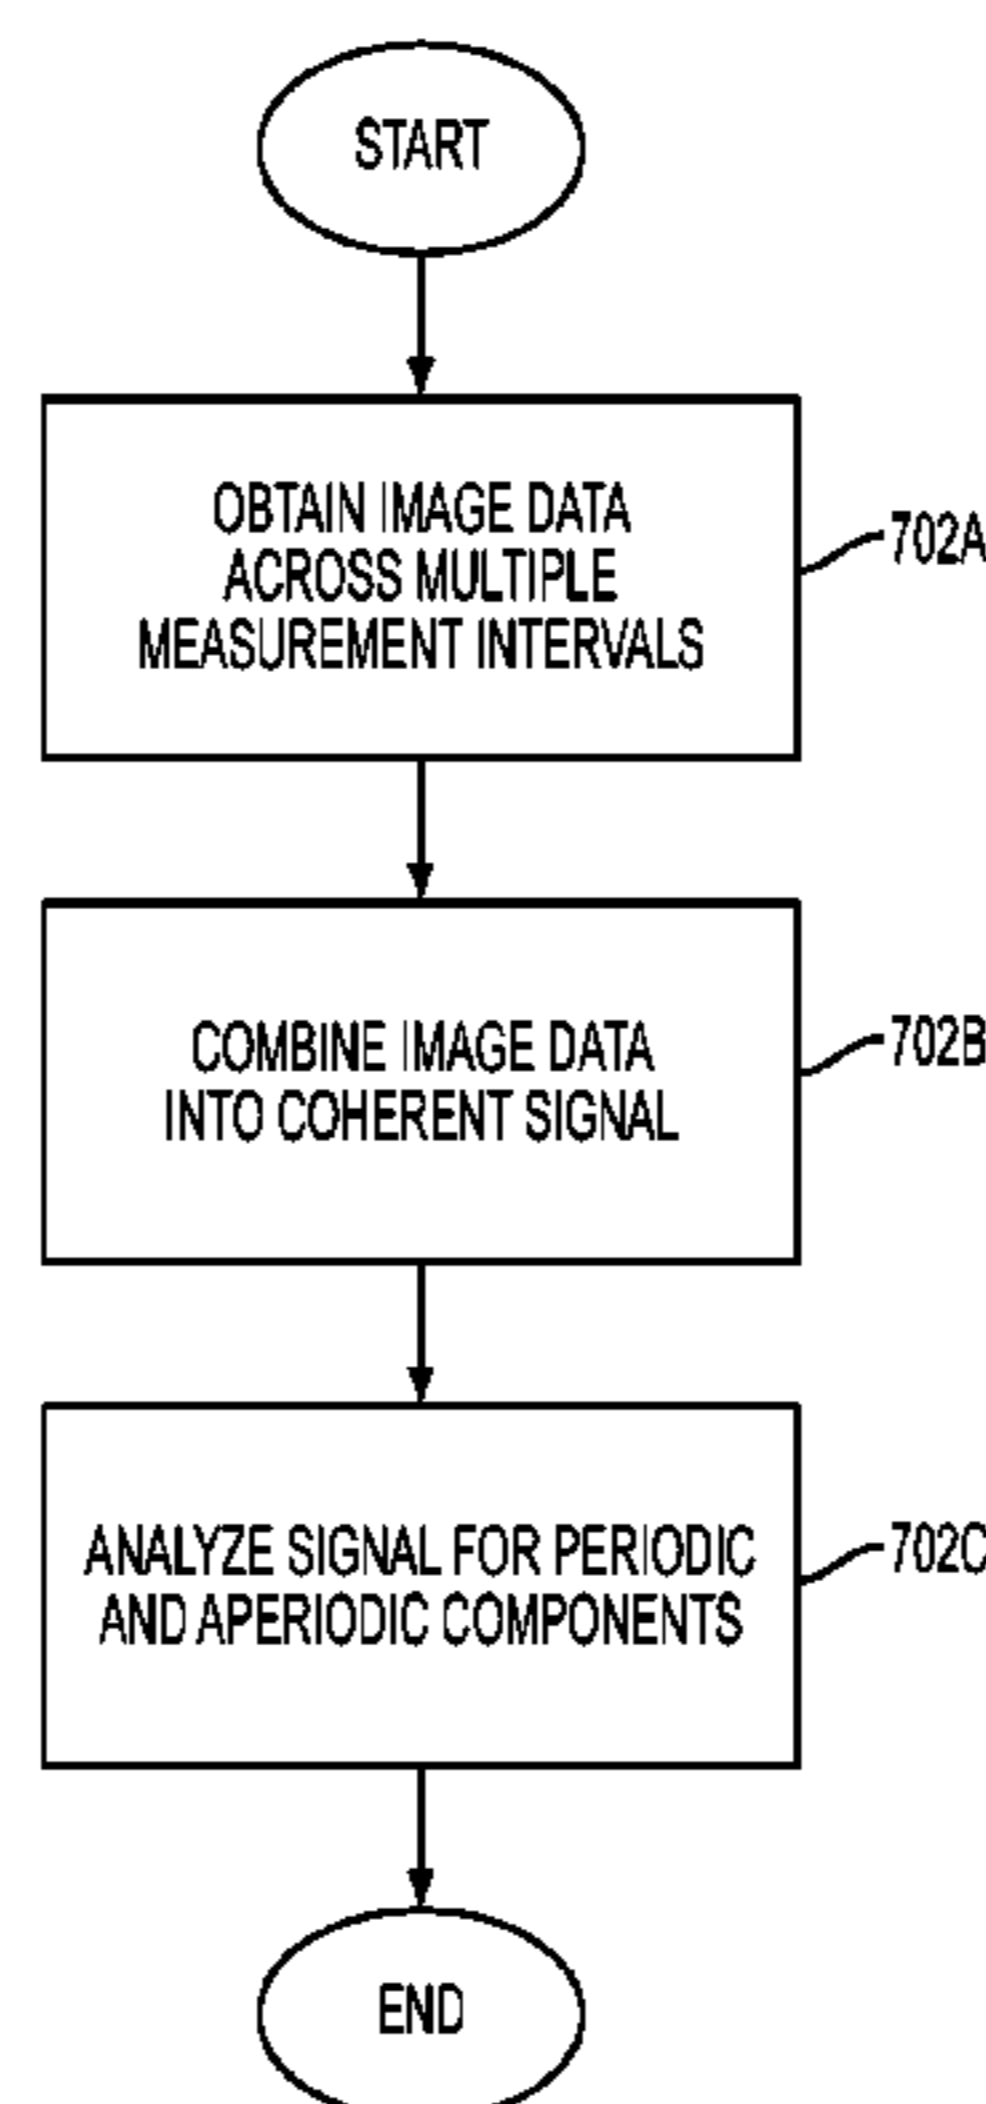 START
OBTAIN IMAGE DATA
ACROSS MULTIPLE
MEASUREMENT INTERVALS
702A
COMBINE IMAGE DATA
INTO COHERENT SIGNAL
702B
ANALYZE SIGNAL FOR PERIODIC
AND APERIODIC COMPONENTS
702C
END